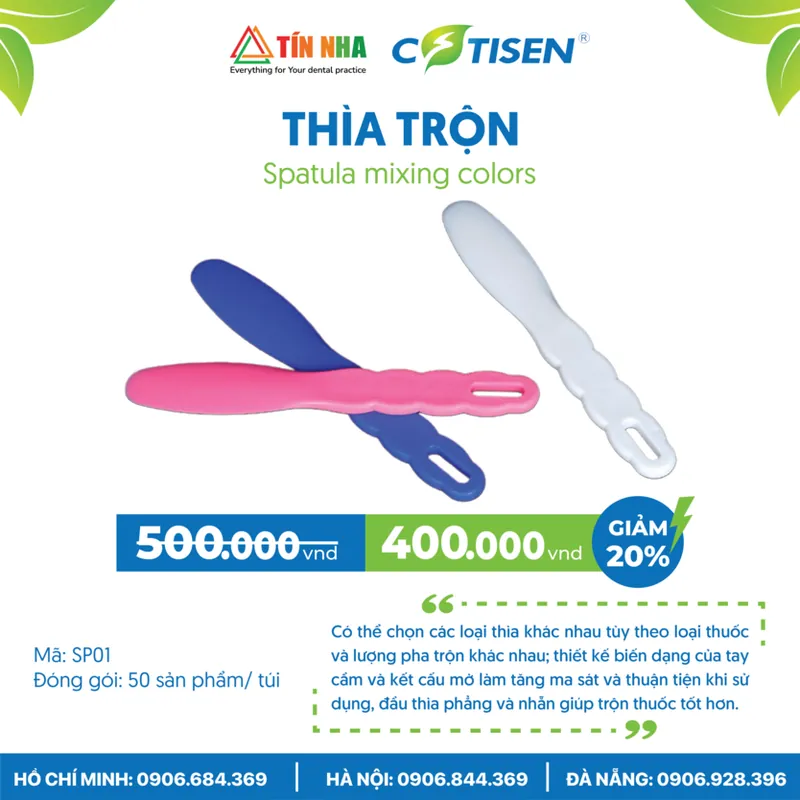 TÍN NHA
Everything for Your dental practice
COTISEN®
THÌA TRỘN
Spatula mixing colors
500.000 vnd
400.000 vnd
GIẢM
20%
Mã: SP01
Đóng gói: 50 sản phẩm/ túi
Có thể chọn các loại thìa khác nhau tùy theo loại thuốc
và lượng pha trộn khác nhau; thiết kế biến dạng của tay
cầm và kết cấu mờ làm tăng ma sát và thuận tiện khi sử
dụng, đầu thìa phẳng và nhẵn giúp trộn thuốc tốt hơn.
HỒ CHÍ MINH: 0906.684.369 | HÀ NỘI: 0906.844.369 | ĐÀ NẴNG: 0906.928.396